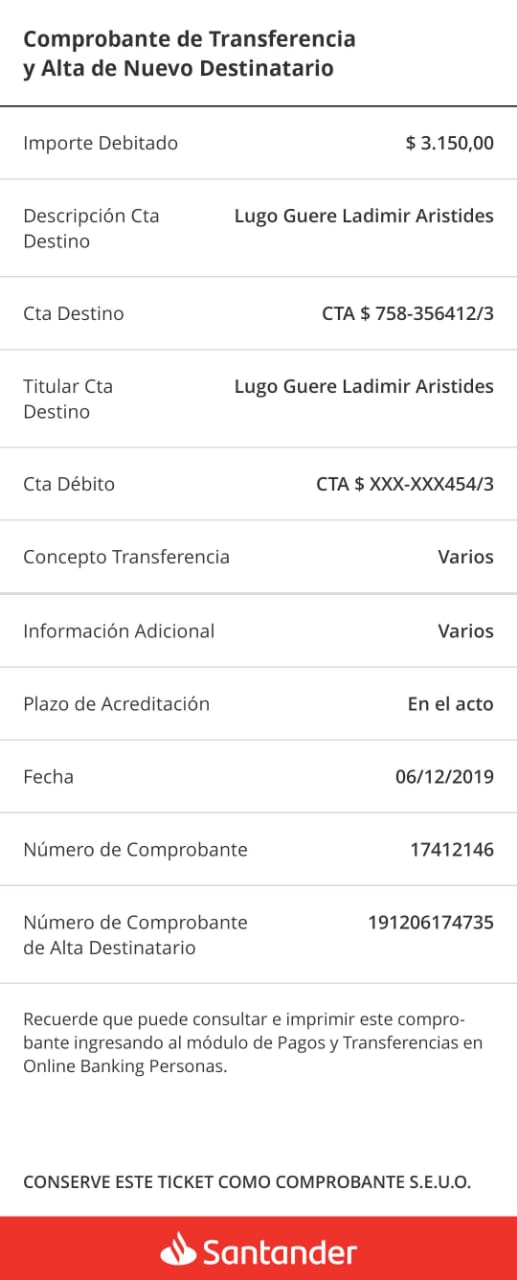 Comprobante de Transferencia
y Alta de Nuevo Destinatario
Importe Debitado $ 3.150,00
Descripción Cta Lugo Guere Ladimir Aristides
Destino
Cta Destino CTA $ 758-356412/3
Titular Cta Lugo Guere Ladimir Aristides
Destino
Cta Débito CTA $ XXX-XXX454/3
Concepto Transferencia Varios
Información Adicional Varios
Plazo de Acreditación En el acto
Fecha 06/12/2019
Número de Comprobante 17412146
Número de Comprobante 191206174735
de Alta Destinatario
Recuerde que puede consultar e imprimir este compro-
bante ingresando al módulo de Pagos y Transferencias en
Online Banking Personas.
CONSERVE ESTE TICKET COMO COMPROBANTE S.E.U.O.
Santander